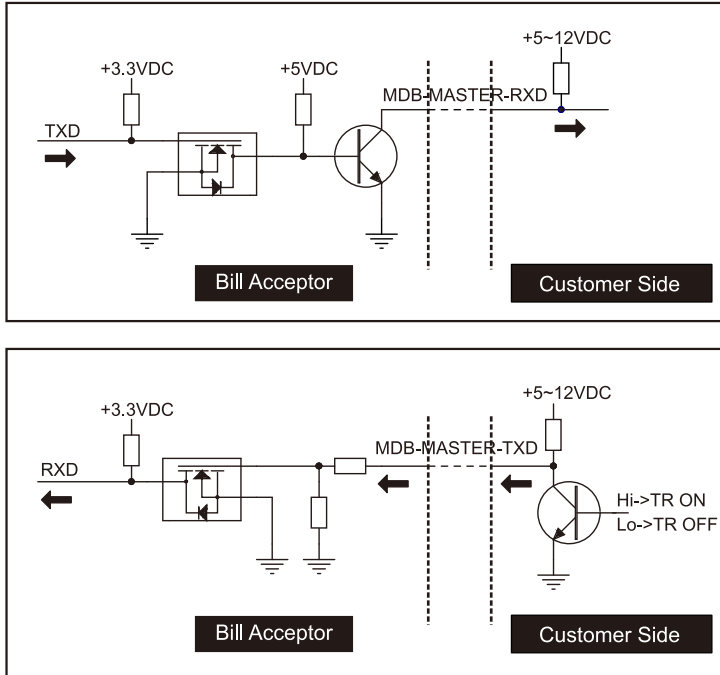 +5~12VDC
+3.3VDC
+5VDC
MDB-MASTER-RXD
TXD
Bill Acceptor
Customer Side
+5~12VDC
+3.3VDC
MDB-MASTER-TXD
RXD
Hi->TR ON
Lo->TR OFF
Bill Acceptor
Customer Side